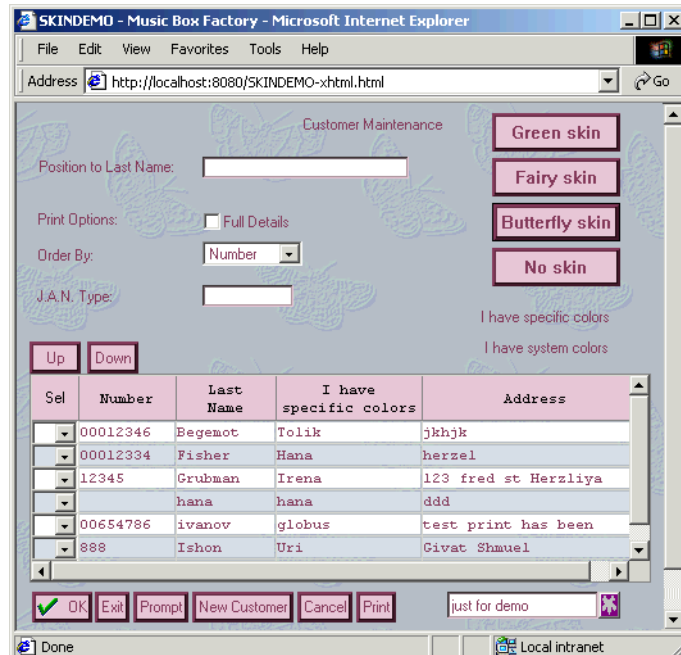 SKINDEMO - Music Box Factory - Microsoft Internet Explorer
File Edit View Favorites Tools Help
Address http://localhost:8080/SKINDEMO-xhtml.html Go
Customer Maintenance
Green skin
Position to Last Name:
Fairy skin
Print Options: Full Details
Butterfly skin
Order By: Number
No skin
J.A.N. Type:
I have specific colors
I have system colors
Up Down
Sel Number Last Name I have specific colors Address
00012346 Begemot Tolik jkhjk
00012334 Fisher Hana herzel
12345 Grubman Irena 123 fred st Herzliya
hana hana ddd
00654786 ivanov globus test print has been
888 Ishon Uri Givat Shmuel
OK Exit Prompt New Customer Cancel Print just for demo
Done Local intranet